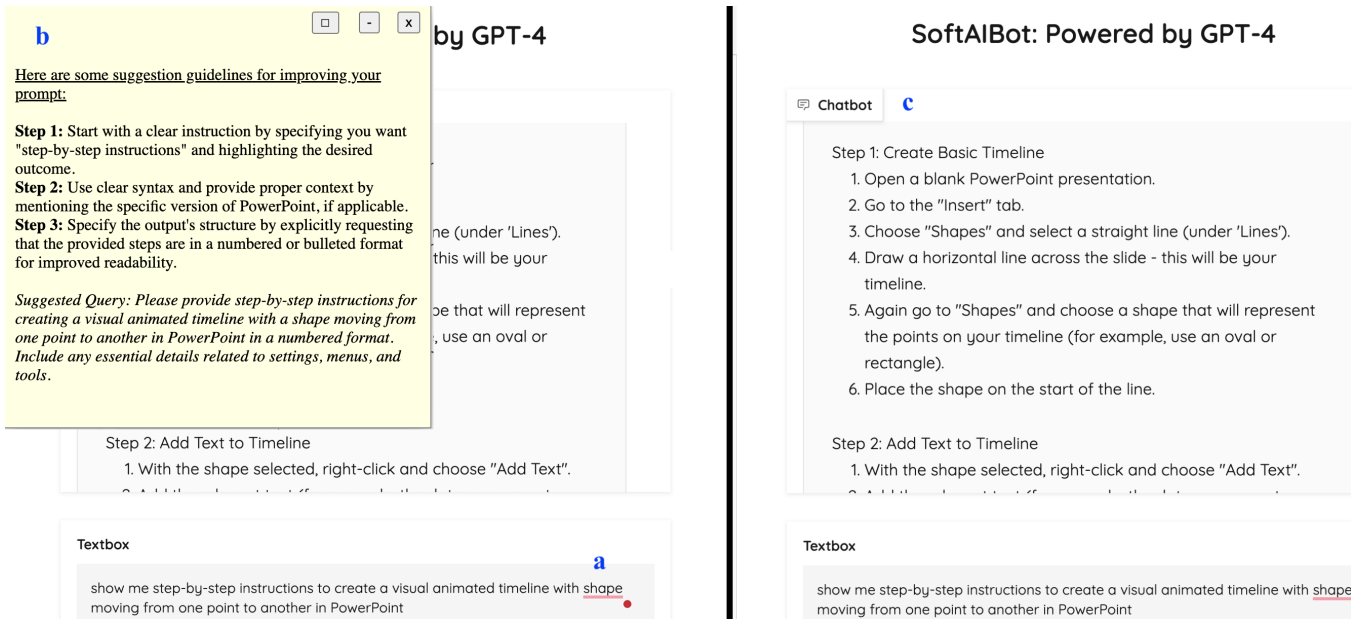 b
□ - x
Here are some suggestion guidelines for improving your
prompt:
Step 1: Start with a clear instruction by specifying you want
"step-by-step instructions" and highlighting the desired
outcome.
Step 2: Use clear syntax and provide proper context by
mentioning the specific version of PowerPoint, if applicable.
Step 3: Specify the output's structure by explicitly requesting
that the provided steps are in a numbered or bulleted format
for improved readability.
Suggested Query: Please provide step-by-step instructions for
creating a visual animated timeline with a shape moving from
one point to another in PowerPoint in a numbered format.
Include any essential details related to settings, menus, and
tools.
by GPT-4
ne (under 'Lines').
this will be your
pe that will represent
, use an oval or
Step 2: Add Text to Timeline
1. With the shape selected, right-click and choose "Add Text".
Textbox
a
show me step-by-step instructions to create a visual animated timeline with shape
moving from one point to another in PowerPoint
SoftAIBot: Powered by GPT-4
Chatbot
c
Step 1: Create Basic Timeline
1. Open a blank PowerPoint presentation.
2. Go to the "Insert" tab.
3. Choose "Shapes" and select a straight line (under 'Lines').
4. Draw a horizontal line across the slide - this will be your
timeline.
5. Again go to "Shapes" and choose a shape that will represent
the points on your timeline (for example, use an oval or
rectangle).
6. Place the shape on the start of the line.
Step 2: Add Text to Timeline
1. With the shape selected, right-click and choose "Add Text".
Textbox
show me step-by-step instructions to create a visual animated timeline with shape
moving from one point to another in PowerPoint